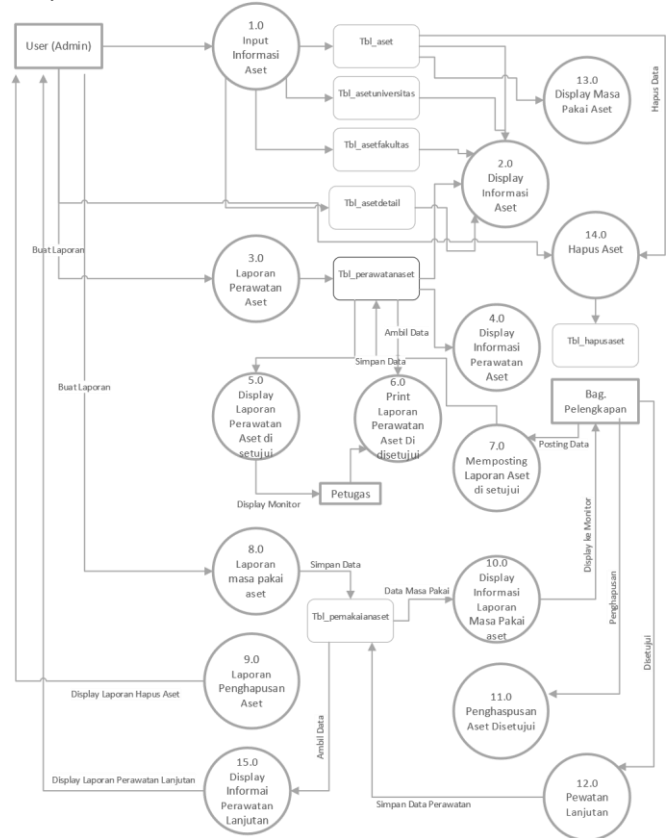 User (Admin)
1.0
Input
Informasi
Aset
Tbl_aset
Tbl_asetuniversitas
Tbl_asetfakultas
Tbl_asetdetail
13.0
Display Masa
Pakai Aset
Hapus Data
2.0
Display
Informasi
Aset
14.0
Hapus Aset
Tbl_hapusaset
Buat Laporan
3.0
Laporan
Perawatan
Aset
Tbl_perawatanaset
Ambil Data
Simpan Data
4.0
Display
Informasi
Perawatan
Aset
Buat Laporan
5.0
Display
Laporan
Perawatan
Aset di
setujui
6.0
Print
Laporan
Perawatan
Aset Di
disetujui
7.0
Memposting
Laporan Aset
di setujui
Bag.
Pelengkapan
Posting Data
Display Monitor
Petugas
8.0
Laporan
masa pakai
aset
Simpan Data
Tbl_pemakaianaset
Data Masa Pakai
10.0
Display
Informasi
Laporan
Masa Pakai
aset
Display ke Monitor
Penghapusan
Disetujui
9.0
Laporan
Penghapusan
Aset
Display Laporan Hapus Aset
11.0
Penghaspusan
Aset Disetujui
Ambil Data
15.0
Display
Informai
Perawatan
Lanjutan
Display Laporan Perawatan Lanjutan
Simpan Data Perawatan
12.0
Pewatan
Lanjutan